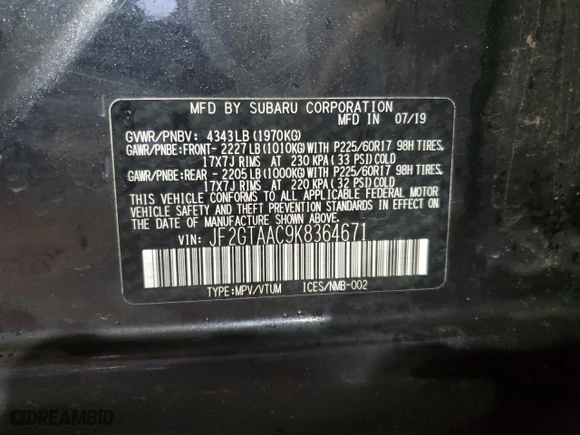 MFD BY SUBARU CORPORATION
MFD IN 07/19
GVWR/PNBV: 4343LB(1970KG)
GAWR/PNBE:FRONT-2227LB(1010KG)WITH P225/60R17 98H TIRES,
17X7J RIMS AT 230 KPA(33 PSI)COLD
GAWR/PNBE:REAR -2205LB(1000KG)WITH P225/60R17 98H TIRES,
17X7J RIMS AT 220 KPA(32 PSI)COLD
THIS VEHICLE CONFORMS TO ALL APPLICABLE FEDERAL MOTOR
VEHICLE SAFETY AND THEFT PREVENTION STANDARDS IN EFFECT ON
THE DATE OF MANUFACTURE SHOWN ABOVE.
VIN: JF2GTAAC9K8364671
TYPE:MPV/VTUM ICES/NMB-002
DREAMBID